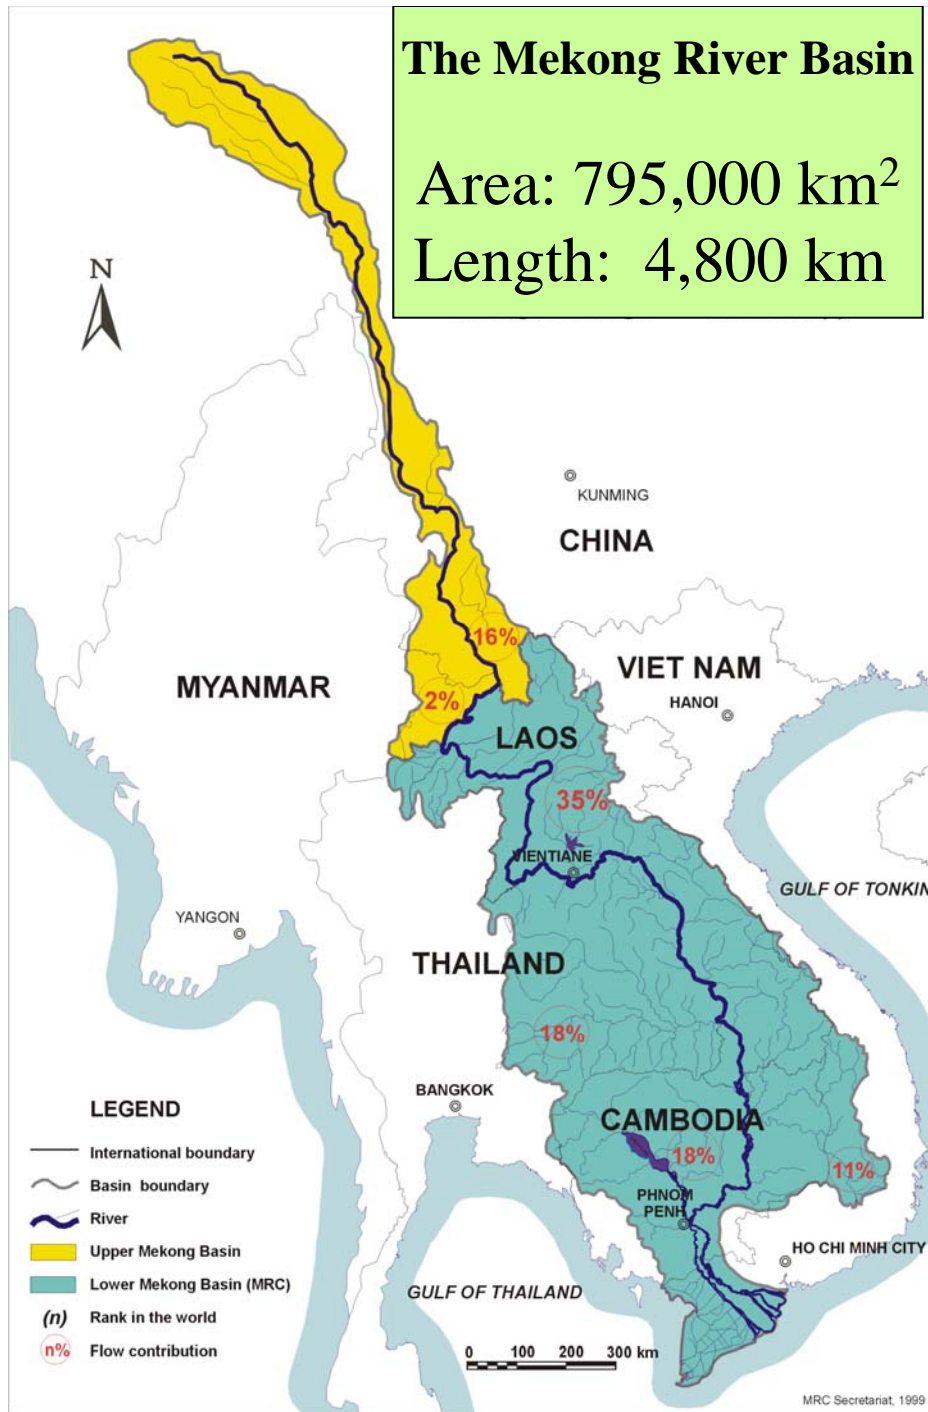 The Mekong River Basin
Area: 795,000 km²
Length: 4,800 km
N
KUNMING
CHINA
16%
VIET NAM
MYANMAR
2%
HANOI
LAOS
35%
VIENTIANE
GULF OF TONKIN
YANGON
THAILAND
18%
BANGKOK
CAMBODIA
18%
11%
PHNOM
PENH
HO CHI MINH CITY
GULF OF THAILAND
LEGEND
International boundary
Basin boundary
River
Upper Mekong Basin
Lower Mekong Basin (MRC)
(n) Rank in the world
n% Flow contribution
0 100 200 300 km
MRC Secretariat, 1999